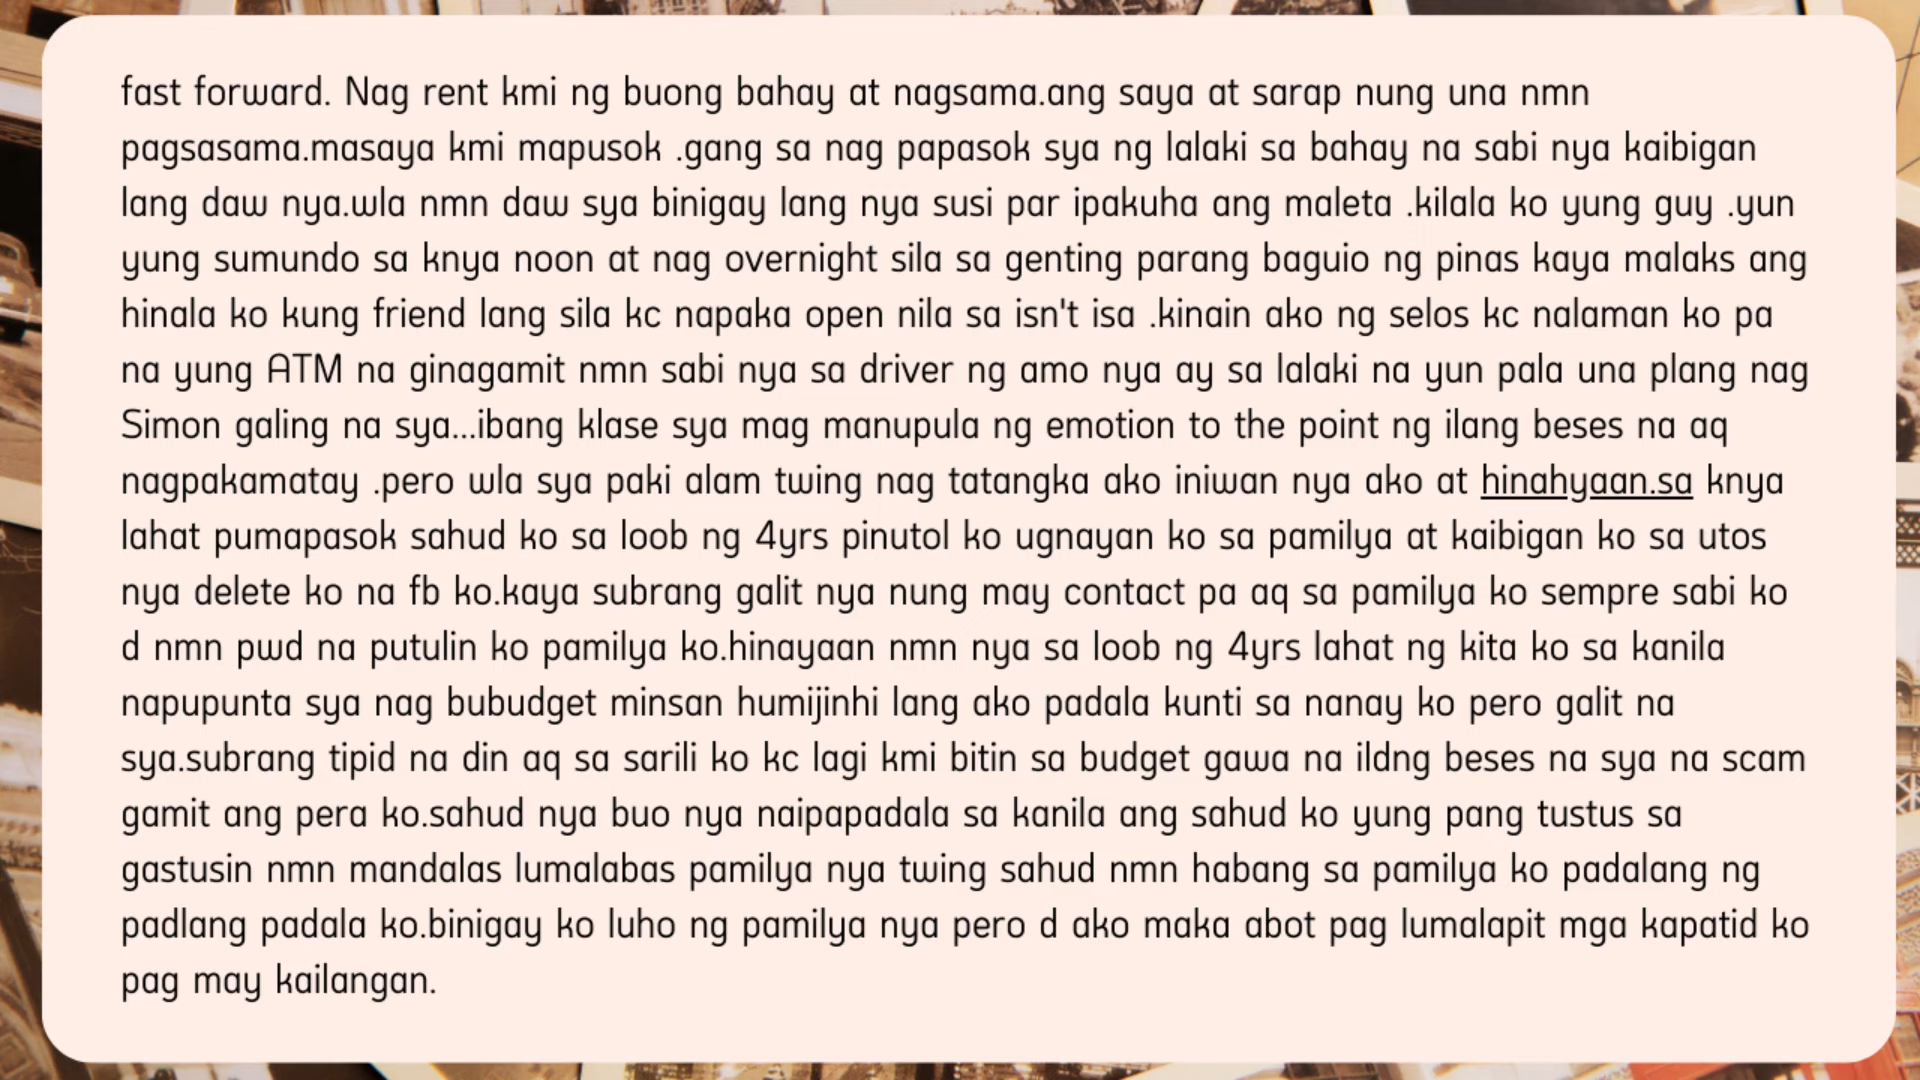 fast forward. Nag rent kmi ng buong bahay at nagsama.ang saya at sarap nung una nmn
pagsasama.masaya kmi mapusok .gang sa nag papasok sya ng lalaki sa bahay na sabi nya kaibigan
lang daw nya.wla nmn daw sya binigay lang nya susi par ipakuha ang maleta .kilala ko yung guy .yun
yung sumundo sa knya noon at nag overnight sila sa genting parang baguio ng pinas kaya malaks ang
hinala ko kung friend lang sila kc napaka open nila sa isn't isa .kinain ako ng selos kc nalaman ko pa
na yung ATM na ginagamit nmn sabi nya sa driver ng amo nya ay sa lalaki na yun pala una plang nag
Simon galing na sya...ibang klase sya mag manupula ng emotion to the point ng ilang beses na aq
nagpakamatay .pero wla sya paki alam twing nag tatangka ako iniwan nya ako at hinahyaan.sa knya
lahat pumapasok sahud ko sa loob ng 4yrs pinutol ko ugnayan ko sa pamilya at kaibigan ko sa utos
nya delete ko na fb ko.kaya subrang galit nya nung may contact pa aq sa pamilya ko sempre sabi ko
d nmn pwd na putulin ko pamilya ko.hinayaan nmn nya sa loob ng 4yrs lahat ng kita ko sa kanila
napupunta sya nag bubudget minsan humijinhi lang ako padala kunti sa nanay ko pero galit na
sya.subrang tipid na din aq sa sarili ko kc lagi kmi bitin sa budget gawa na ildng beses na sya na scam
gamit ang pera ko.sahud nya buo nya naipapadala sa kanila ang sahud ko yung pang tustus sa
gastusin nmn mandalas lumalabas pamilya nya twing sahud nmn habang sa pamilya ko padalang ng
padlang padala ko.binigay ko luho ng pamilya nya pero d ako maka abot pag lumalapit mga kapatid ko
pag may kailangan.